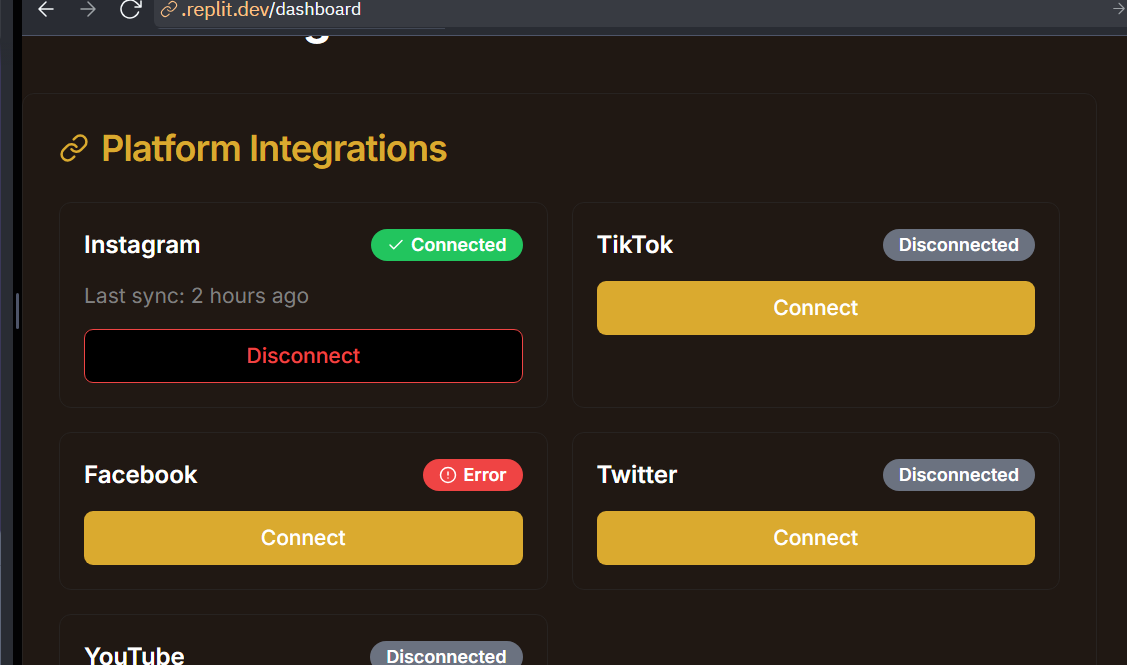 .replit.dev/dashboard
Platform Integrations
Instagram
Connected
Last sync: 2 hours ago
Disconnect
TikTok
Disconnected
Connect
Facebook
Error
Connect
Twitter
Disconnected
Connect
YouTube
Disconnected